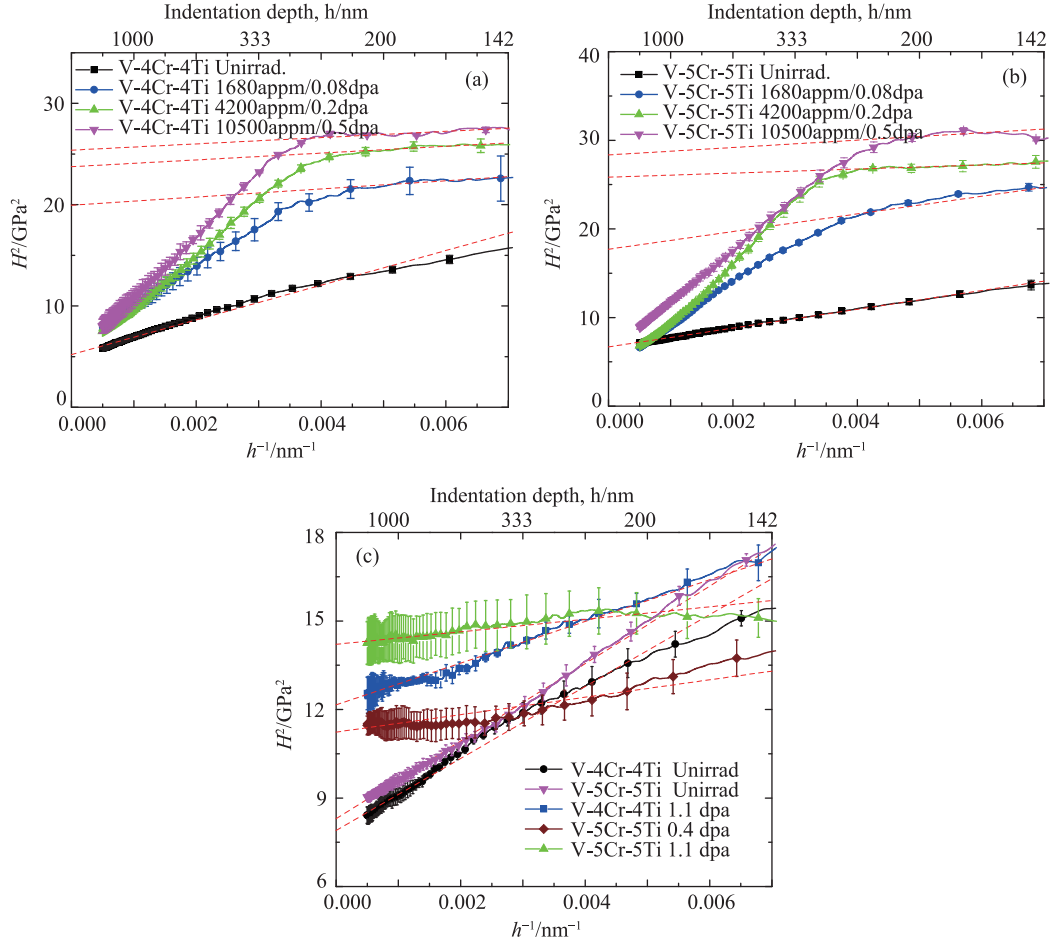 Indentation depth, h/nm
1000 333 200 142
(a)
V-4Cr-4Ti Unirrad.
V-4Cr-4Ti 1680appm/0.08dpa
V-4Cr-4Ti 4200appm/0.2dpa
V-4Cr-4Ti 10500appm/0.5dpa
40
30
20
10
0
H²/GPa²
0.000 0.002 0.004 0.006
h⁻¹/nm⁻¹
Indentation depth, h/nm
1000 333 200 142
(b)
V-5Cr-5Ti Unirrad.
V-5Cr-5Ti 1680appm/0.08dpa
V-5Cr-5Ti 4200appm/0.2dpa
V-5Cr-5Ti 10500appm/0.5dpa
40
30
20
10
0
H²/GPa²
0.000 0.002 0.004 0.006
h⁻¹/nm⁻¹
Indentation depth, h/nm
1000 333 200 142
(c)
18
15
12
9
6
H²/GPa²
V-4Cr-4Ti Unirrad
V-5Cr-5Ti Unirrad
V-4Cr-4Ti 1.1 dpa
V-5Cr-5Ti 0.4 dpa
V-5Cr-5Ti 1.1 dpa
0.000 0.002 0.004 0.006
h⁻¹/nm⁻¹